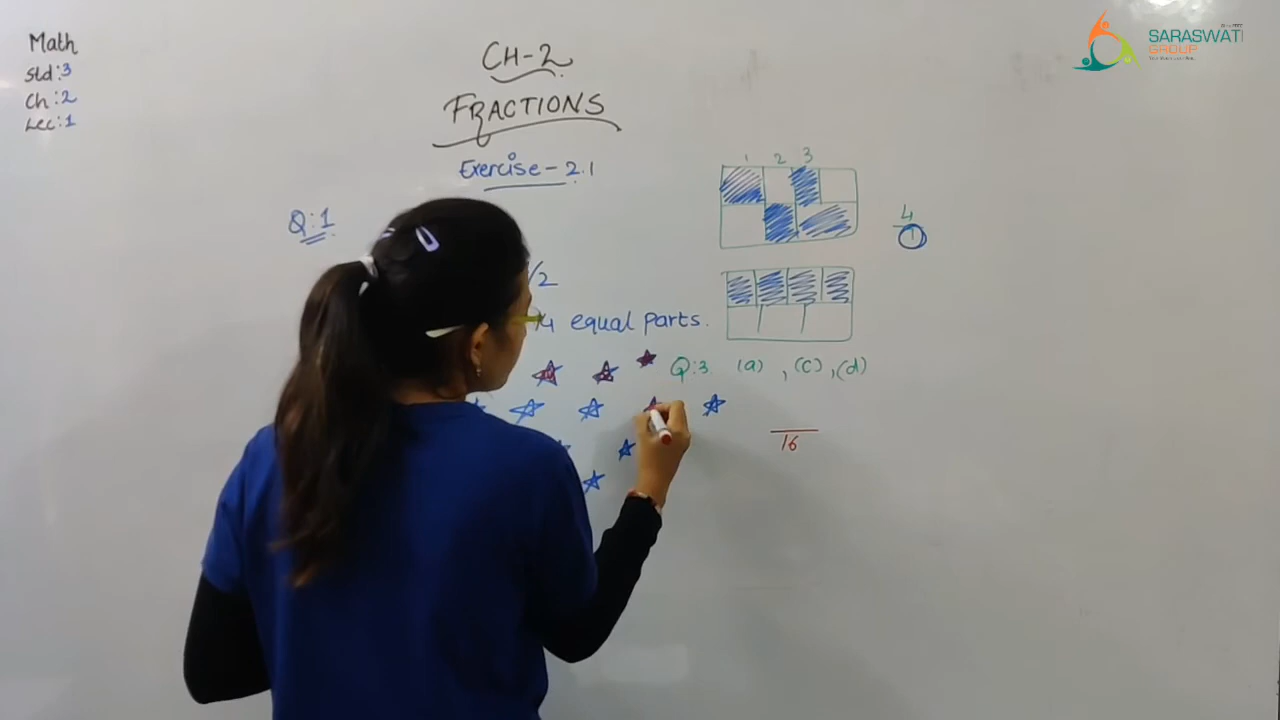 Math
Std:3
Ch:2
Lec:1
CH-2
FRACTIONS
Exercise-2.1
Q:1
/2
1 2 3
4
1
/4 equal parts.
Q:3 (a), (c), (d)
16
SARASWATI
GROUP